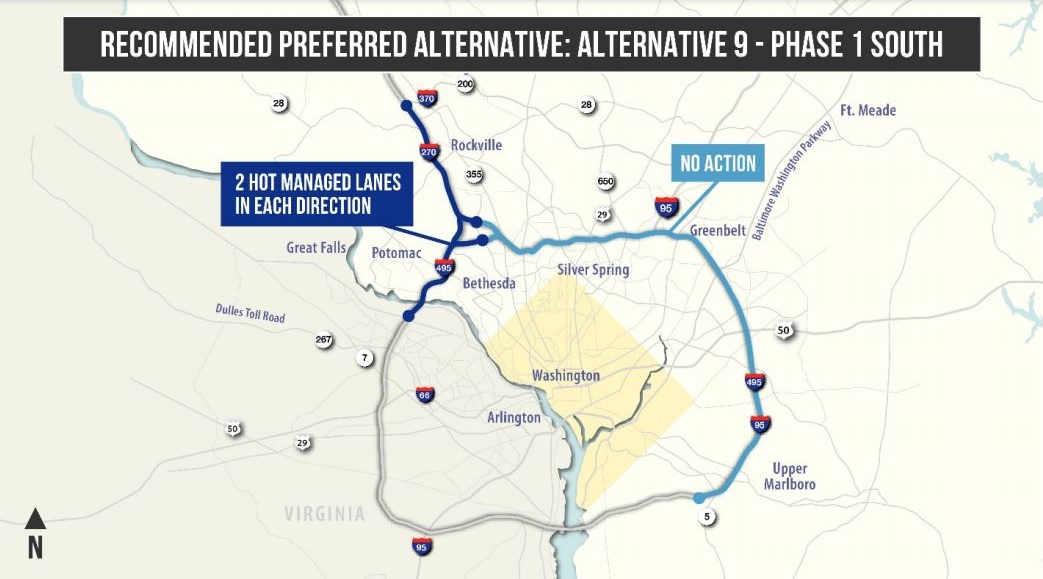 RECOMMENDED PREFERRED ALTERNATIVE: ALTERNATIVE 9 - PHASE 1 SOUTH
370
200
28
28
Ft. Meade
Rockville
270
Baltimore Washington Parkway
NO ACTION
355
650
2 HOT MANAGED LANES
IN EACH DIRECTION
95
29
Greenbelt
Great Falls
Potomac
495
Silver Spring
Bethesda
Dulles Toll Road
50
267
7
Washington
495
66
Arlington
95
50
29
Upper
Marlboro
VIRGINIA
5
N
95